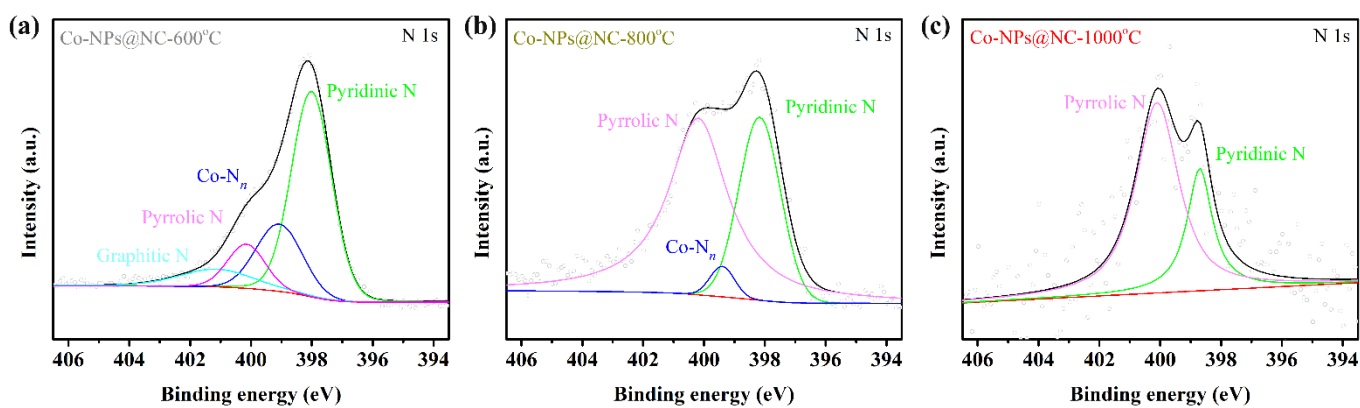 (a)
Co-NPs@NC-600°C
N 1s
Pyridinic N
Co-Nₙ
Pyrrolic N
Graphitic N
Intensity (a.u.)
406 404 402 400 398 396 394
Binding energy (eV)
(b)
Co-NPs@NC-800°C
N 1s
Pyrrolic N
Pyridinic N
Co-Nₙ
Intensity (a.u.)
406 404 402 400 398 396 394
Binding energy (eV)
(c)
Co-NPs@NC-1000°C
N 1s
Pyrrolic N
Pyridinic N
Intensity (a.u.)
406 404 402 400 398 396 394
Binding energy (eV)